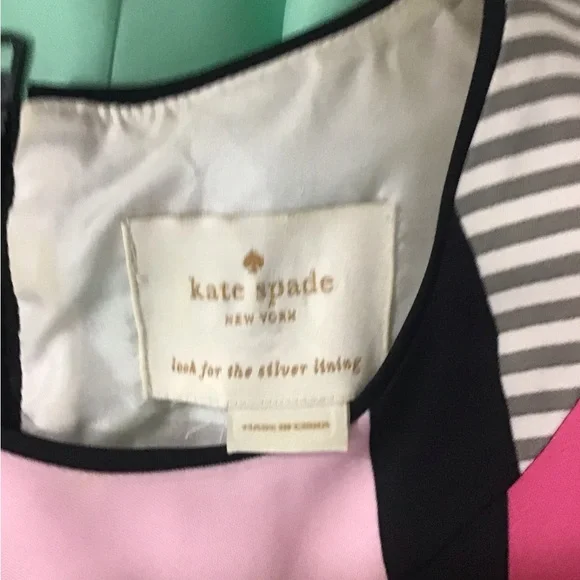 kate spade
NEW YORK
look for the silver lining
MADE IN CHINA